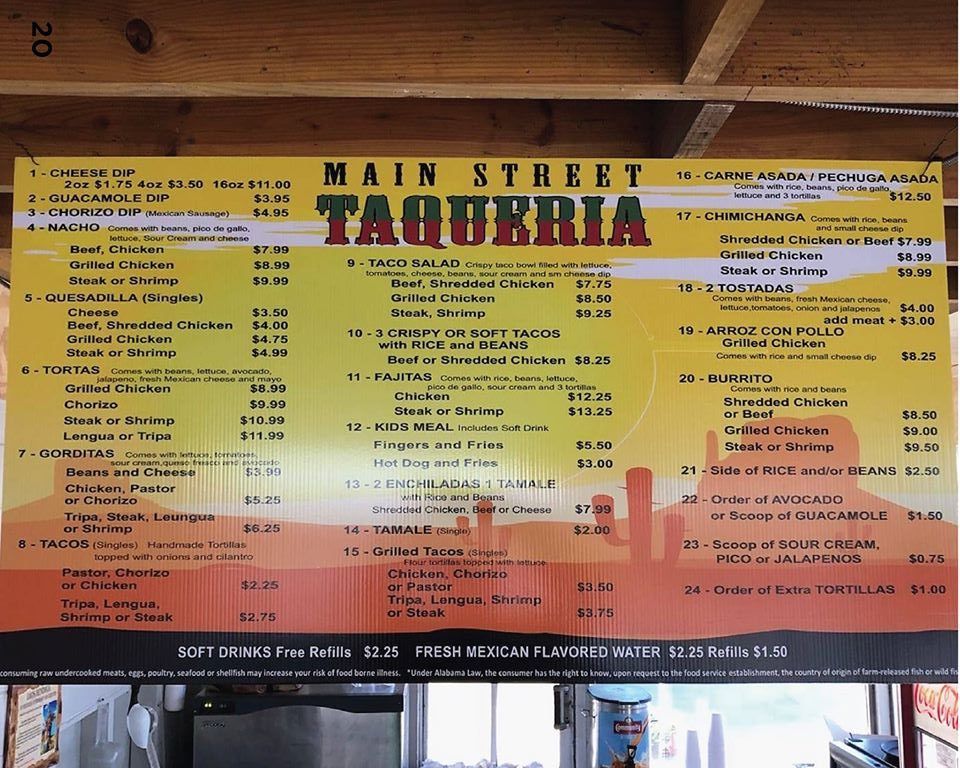 20
MAIN STREET
TAQUERIA
1 - CHEESE DIP
2oz $1.75 4oz $3.50 16oz $11.00
2 - GUACAMOLE DIP $3.95
3 - CHORIZO DIP (Mexican Sausage) $4.95
4 - NACHO Comes with beans, pico de gallo,
lettuce, Sour Cream and cheese
Beef, Chicken $7.99
Grilled Chicken $8.99
Steak or Shrimp $9.99
5 - QUESADILLA (Singles)
Cheese $3.50
Beef, Shredded Chicken $4.00
Grilled Chicken $4.75
Steak or Shrimp $4.99
6 - TORTAS Comes with beans, lettuce, avocado,
jalapeno, fresh Mexican cheese and mayo
Grilled Chicken $8.99
Chorizo $9.99
Steak or Shrimp $10.99
Lengua or Tripa $11.99
7 - GORDITAS Comes with lettuce, tomatoes,
sour cream,queso fresco and avocado
Beans and Cheese $3.99
Chicken, Pastor
or Chorizo $5.25
Tripa, Steak, Leungua
or Shrimp $6.25
8 - TACOS (Singles) Handmade Tortillas
topped with onions and cilantro
Pastor, Chorizo
or Chicken $2.25
Tripa, Lengua,
Shrimp or Steak $2.75
9 - TACO SALAD Crispy taco bowl filled with lettuce,
tomatoes, cheese, beans, sour cream and sm cheese dip
Beef, Shredded Chicken $7.75
Grilled Chicken $8.50
Steak, Shrimp $9.25
10 - 3 CRISPY OR SOFT TACOS
with RICE and BEANS
Beef or Shredded Chicken $8.25
11 - FAJITAS Comes with rice, beans, lettuce,
pico de gallo, sour cream and 3 tortillas
Chicken $12.25
Steak or Shrimp $13.25
12 - KIDS MEAL Includes Soft Drink
Fingers and Fries $5.50
Hot Dog and Fries $3.00
13 - 2 ENCHILADAS 1 TAMALE
with Rice and Beans
Shredded Chicken, Beef or Cheese $7.99
14 - TAMALE (Single) $2.00
15 - Grilled Tacos (Singles)
Flour tortillas topped with lettuce
Chicken, Chorizo
or Pastor $3.50
Tripa, Lengua, Shrimp
or Steak $3.75
16 - CARNE ASADA / PECHUGA ASADA
Comes with rice, beans, pico de gallo,
lettuce and 3 tortillas $12.50
17 - CHIMICHANGA Comes with rice, beans
and small cheese dip
Shredded Chicken or Beef $7.99
Grilled Chicken $8.99
Steak or Shrimp $9.99
18 - 2 TOSTADAS
Comes with beans, fresh Mexican cheese,
lettuce,tomatoes, onion and jalapenos $4.00
add meat + $3.00
19 - ARROZ CON POLLO
Grilled Chicken
Comes with rice and small cheese dip $8.25
20 - BURRITO
Comes with rice and beans
Shredded Chicken
or Beef $8.50
Grilled Chicken $9.00
Steak or Shrimp $9.50
21 - Side of RICE and/or BEANS $2.50
22 - Order of AVOCADO
or Scoop of GUACAMOLE $1.50
23 - Scoop of SOUR CREAM,
PICO or JALAPENOS $0.75
24 - Order of Extra TORTILLAS $1.00
SOFT DRINKS Free Refills $2.25 FRESH MEXICAN FLAVORED WATER $2.25 Refills $1.50
consuming raw undercooked meats, eggs, poultry, seafood or shellfish may increase your risk of food borne illness. *Under Alabama Law, the consumer has the right to know, upon request to the food service establishment, the country of origin of farm-released fish or wild fis
Community
Coca-Cola